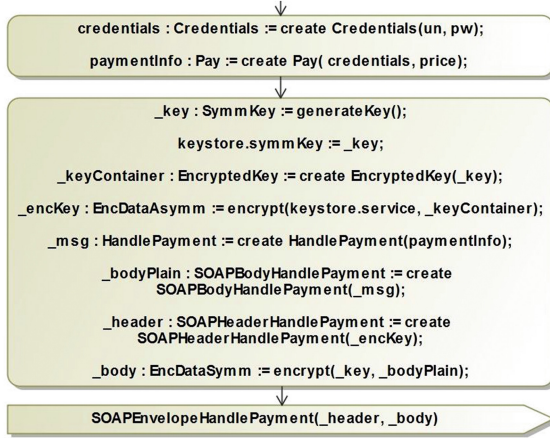 credentials : Credentials := create Credentials(un, pw);
paymentInfo : Pay := create Pay( credentials, price);
_key : SymmKey := generateKey();
keystore.symmKey := _key;
_keyContainer : EncryptedKey := create EncryptedKey(_key);
_encKey : EncDataAsymm := encrypt(keystore.service, _keyContainer);
_msg : HandlePayment := create HandlePayment(paymentInfo);
_bodyPlain : SOAPBodyHandlePayment := create
SOAPBodyHandlePayment(_msg);
_header : SOAPHeaderHandlePayment := create
SOAPHeaderHandlePayment(_encKey);
_body : EncDataSymm := encrypt(_key, _bodyPlain);
SOAPEnvelopeHandlePayment(_header, _body)